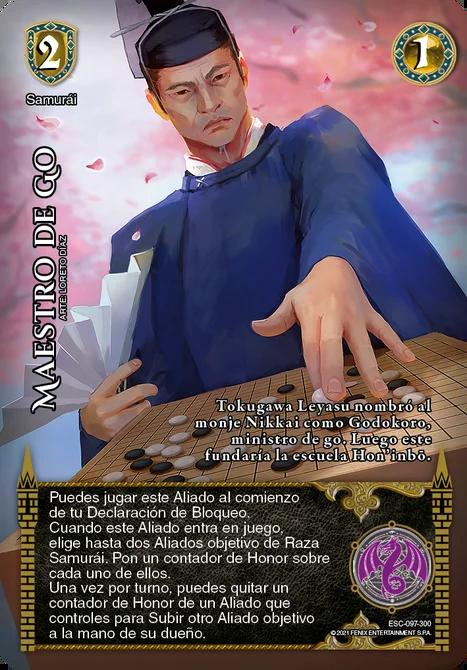 2
1
Samurái
MAESTRO DE GO
ARTE: LORETO DÍAZ
Tokugawa Leyasu nombró al
monje Nikkai como Godokoro,
ministro de go. Luego este
fundaría la escuela Hon'inbō.
Puedes jugar este Aliado al comienzo
de tu Declaración de Bloqueo.
Cuando este Aliado entra en juego,
elige hasta dos Aliados objetivo de Raza
Samurái. Pon un contador de Honor sobre
cada uno de ellos.
Una vez por turno, puedes quitar un
contador de Honor de un Aliado que
controles para Subir otro Aliado objetivo
a la mano de su dueño.
ESC-097-300
©2021 FENIX ENTERTAINMENT S.P.A.